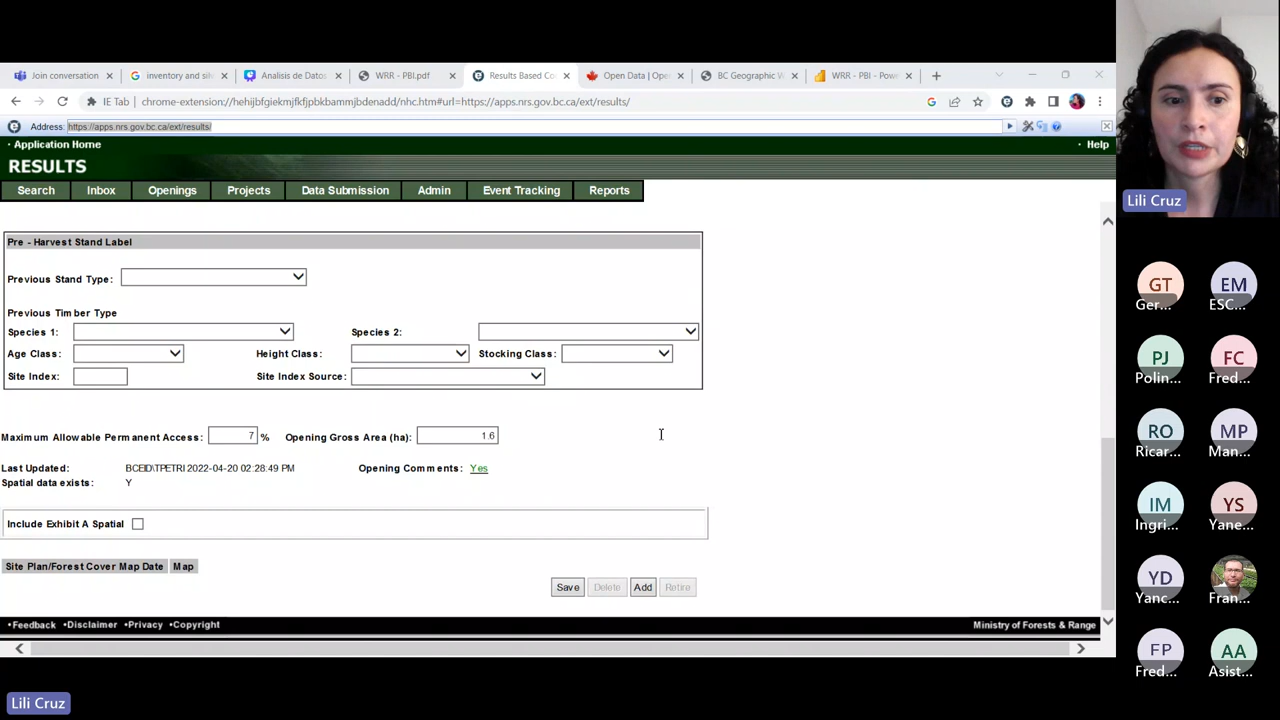 Join conversation
inventory and sit
Analisis de Datos
WRR - PBI.pdf
Results Based Co
Open Data | Ope
BC Geographic W
WRR - PBI - Pow
IE Tab | chrome-extension://hehijbfgiekmjfkfjpbkbammjbdenadd/nhc.htm#url=https://apps.nrs.gov.bc.ca/ext/results/
Address: https://apps.nrs.gov.bc.ca/ext/results/
Application Home
Help
RESULTS
Search Inbox Openings Projects Data Submission Admin Event Tracking Reports
Pre - Harvest Stand Label
Previous Stand Type:
Previous Timber Type
Species 1: Species 2:
Age Class: Height Class: Stocking Class:
Site Index: Site Index Source:
Maximum Allowable Permanent Access: 7 % Opening Gross Area (ha): 1.6
Last Updated: BCEID\TPETRI 2022-04-20 02:28:49 PM Opening Comments: Yes
Spatial data exists: Y
Include Exhibit A Spatial
Site Plan/Forest Cover Map Date Map
Save Delete Add Retire
•Feedback •Disclaimer •Privacy •Copyright
Ministry of Forests & Range
Lili Cruz
Lili Cruz
GT EM
Ger... ESC...
PJ FC
Polin... Fred...
RO MP
Ricar... Man...
IM YS
Ingri... Yane...
YD
Yanc... Fran...
FP AA
Fred... Asist...